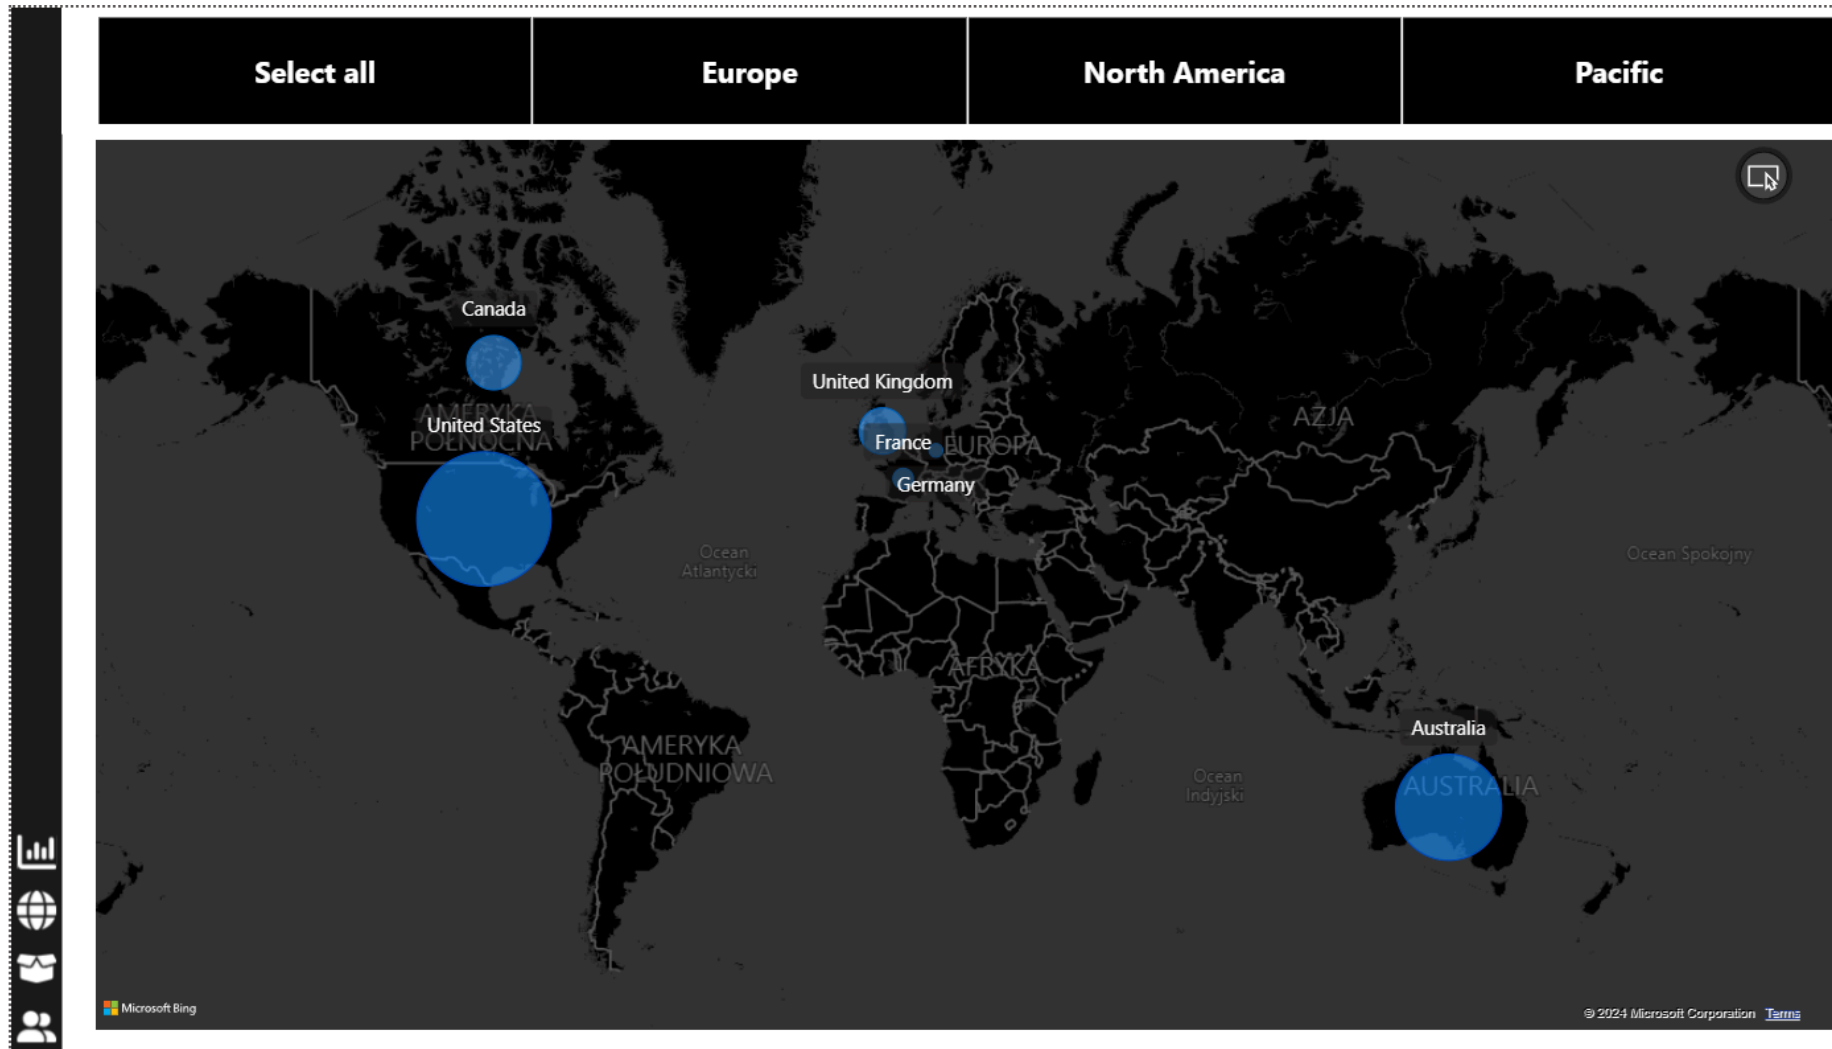 Select all
Europe
North America
Pacific
Canada
AMERYKA
PÓŁNOCNA
United States
United Kingdom
France
EUROPA
Germany
AZJA
Ocean
Atlantycki
Ocean Spokojny
AFRYKA
AMERYKA
POŁUDNIOWA
Ocean
Indyjski
Australia
AUSTRALIA
Microsoft Bing
© 2024 Microsoft Corporation Terms